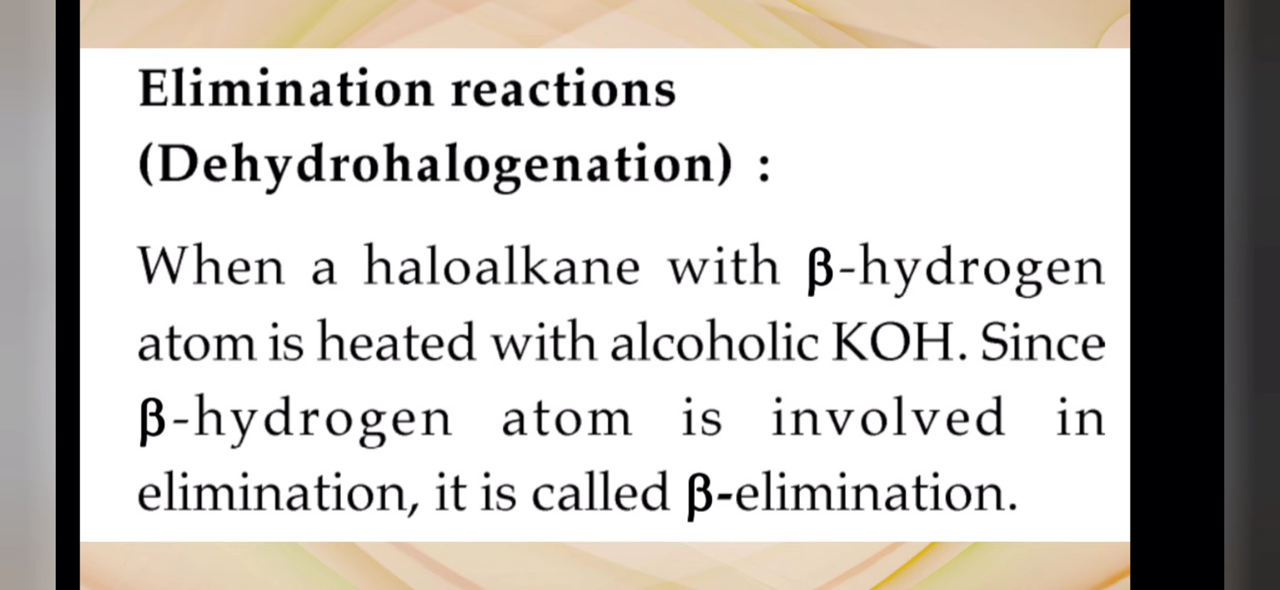 Elimination reactions
(Dehydrohalogenation) :
When a haloalkane with β-hydrogen
atom is heated with alcoholic KOH. Since
β-hydrogen atom is involved in
elimination, it is called β-elimination.